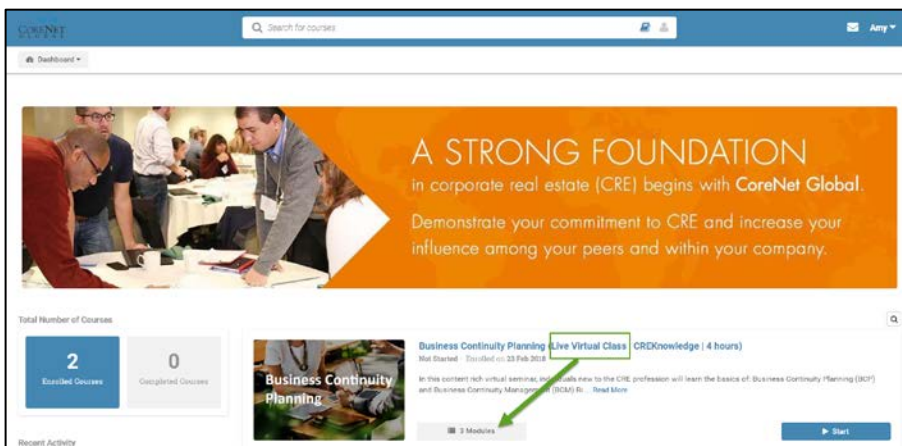 CORENET
GLOBAL
Search for courses
Amy
Dashboard
A STRONG FOUNDATION
in corporate real estate (CRE) begins with CoreNet Global.
Demonstrate your commitment to CRE and increase your
influence among your peers and within your company.
Total Number of Courses
2
Enrolled Courses
0
Completed Courses
Business Continuity
Planning
Business Continuity Planning (Live Virtual Class | CREKnowledge | 4 hours)
Not Started Enrolled on 23 Feb 2018
In this content rich virtual seminar, individuals new to the CRE profession will learn the basics of: Business Continuity Planning (BCP)
and Business Continuity Management (BCM) Ri... Read More
3 Modules
Start
Recent Activity